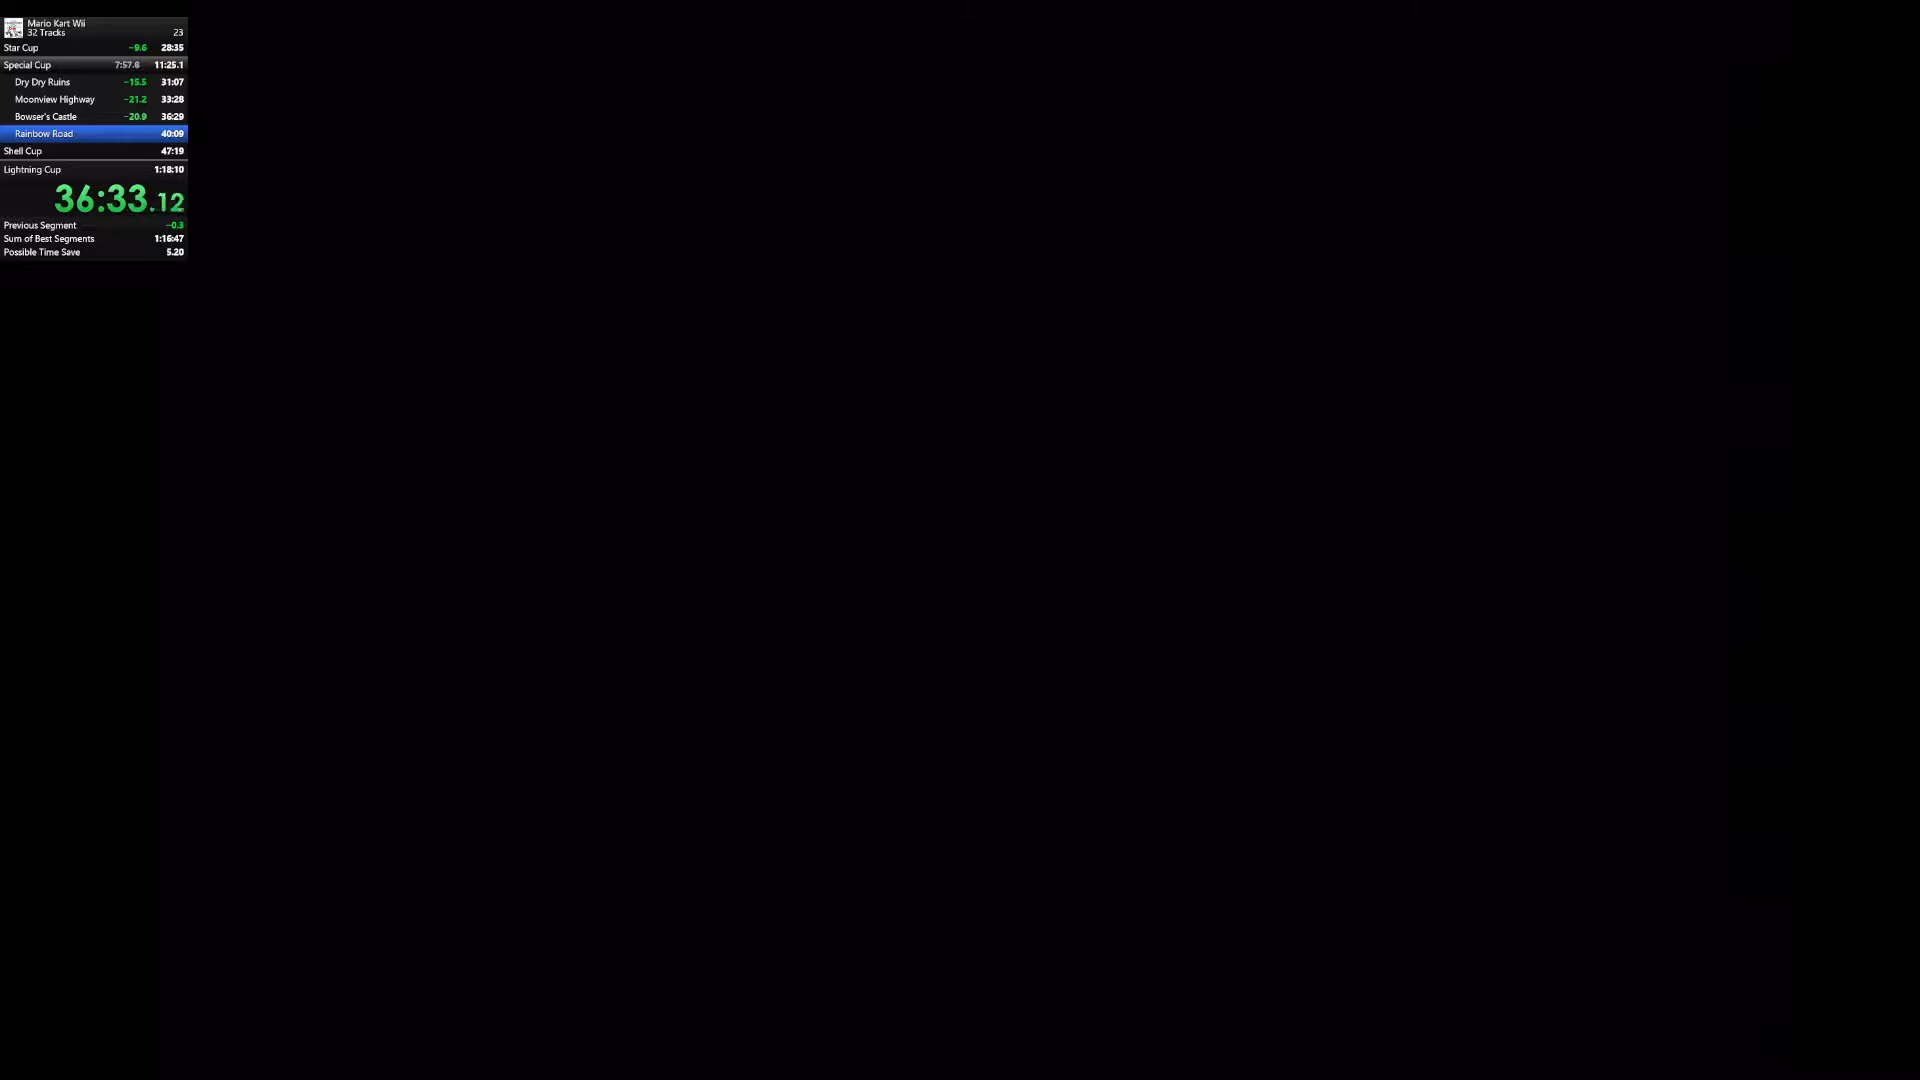 Mario Kart Wii
32 Tracks 23
Star Cup -9.6 28:35
Special Cup 7:57.6 11:25.1
Dry Dry Ruins -15.5 31:07
Moonview Highway -21.2 33:28
Bowser's Castle -20.9 36:29
Rainbow Road 40:09
Shell Cup 47:19
Lightning Cup 1:18:10
36:33.12
Previous Segment -0.3
Sum of Best Segments 1:16:47
Possible Time Save 5.20